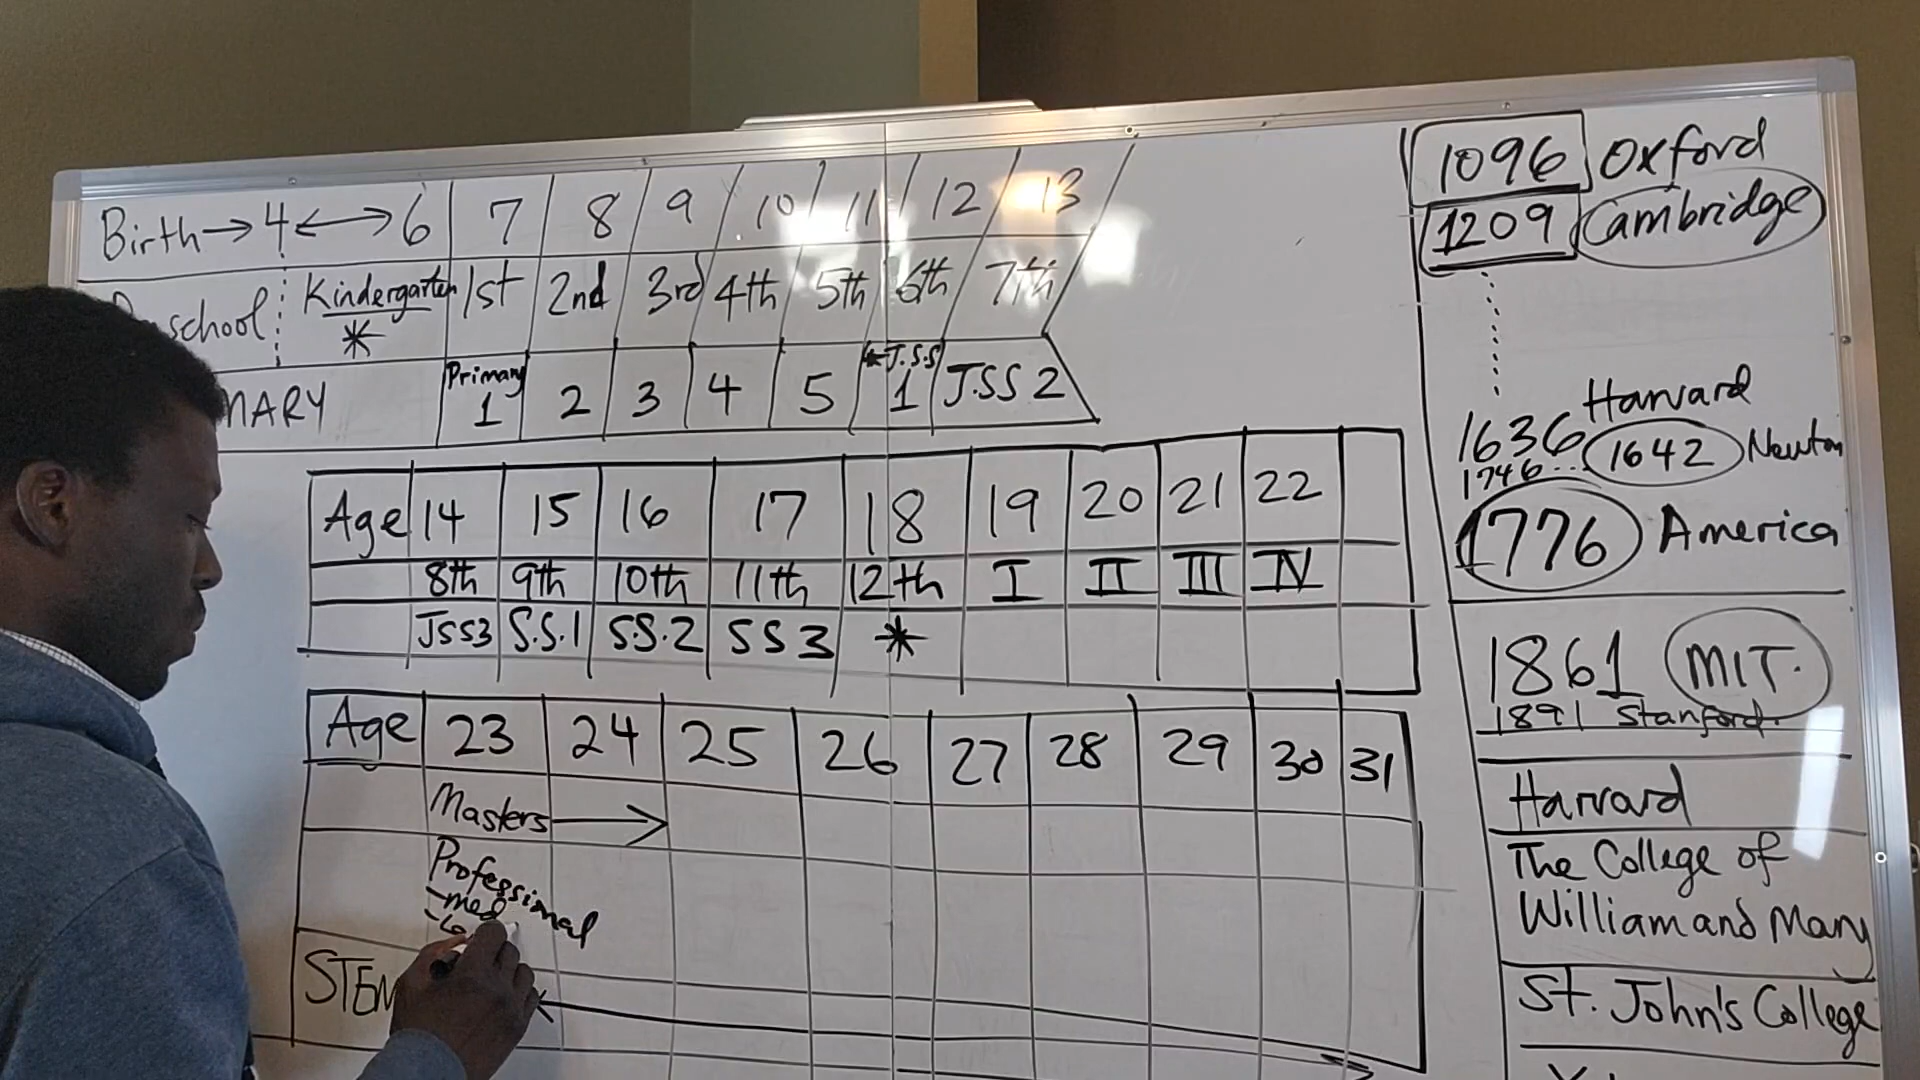 Birth → 4 ↔ 6 7 8 9 10 11 12 13
school Kindergarten 1st 2nd 3rd 4th 5th 6th 7th
*
MARY Primary 1 2 3 4 5 *J.S.S 1 J.SS 2
Age 14 15 16 17 18 19 20 21 22
8th 9th 10th 11th 12th I II III IV
JSS3 S.S.1 S.S.2 SS3 *
Age 23 24 25 26 27 28 29 30 31
Masters →
Professional
- med
STEM
1096 Oxford
1209 Cambridge
1636 Harvard
1746... 1642 Newton
1776 America
1861 MIT.
1891 Stanford.
Harvard
The College of
William and Mary
St. John's College